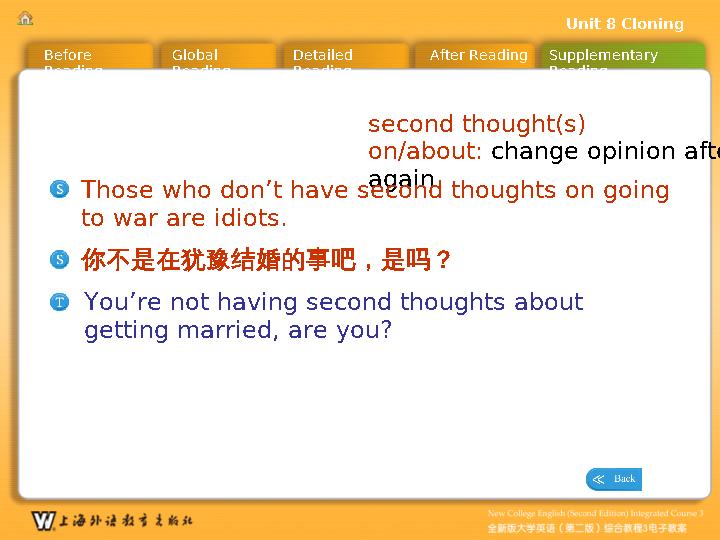 Unit 8 Cloning
Before Global Detailed After Reading Supplementary
Reading Reading Reading Reading
second thought(s)
on/about: change opinion afte
again
S Those who don’t have second thoughts on going
to war are idiots.
S 你不是在犹豫结婚的事吧，是吗？
T You’re not having second thoughts about
getting married, are you?
≪ Back
W 上海外语教育出版社
New College English (Second Edition) Integrated Course 3
全新版大学英语（第二版）综合教程3电子教案